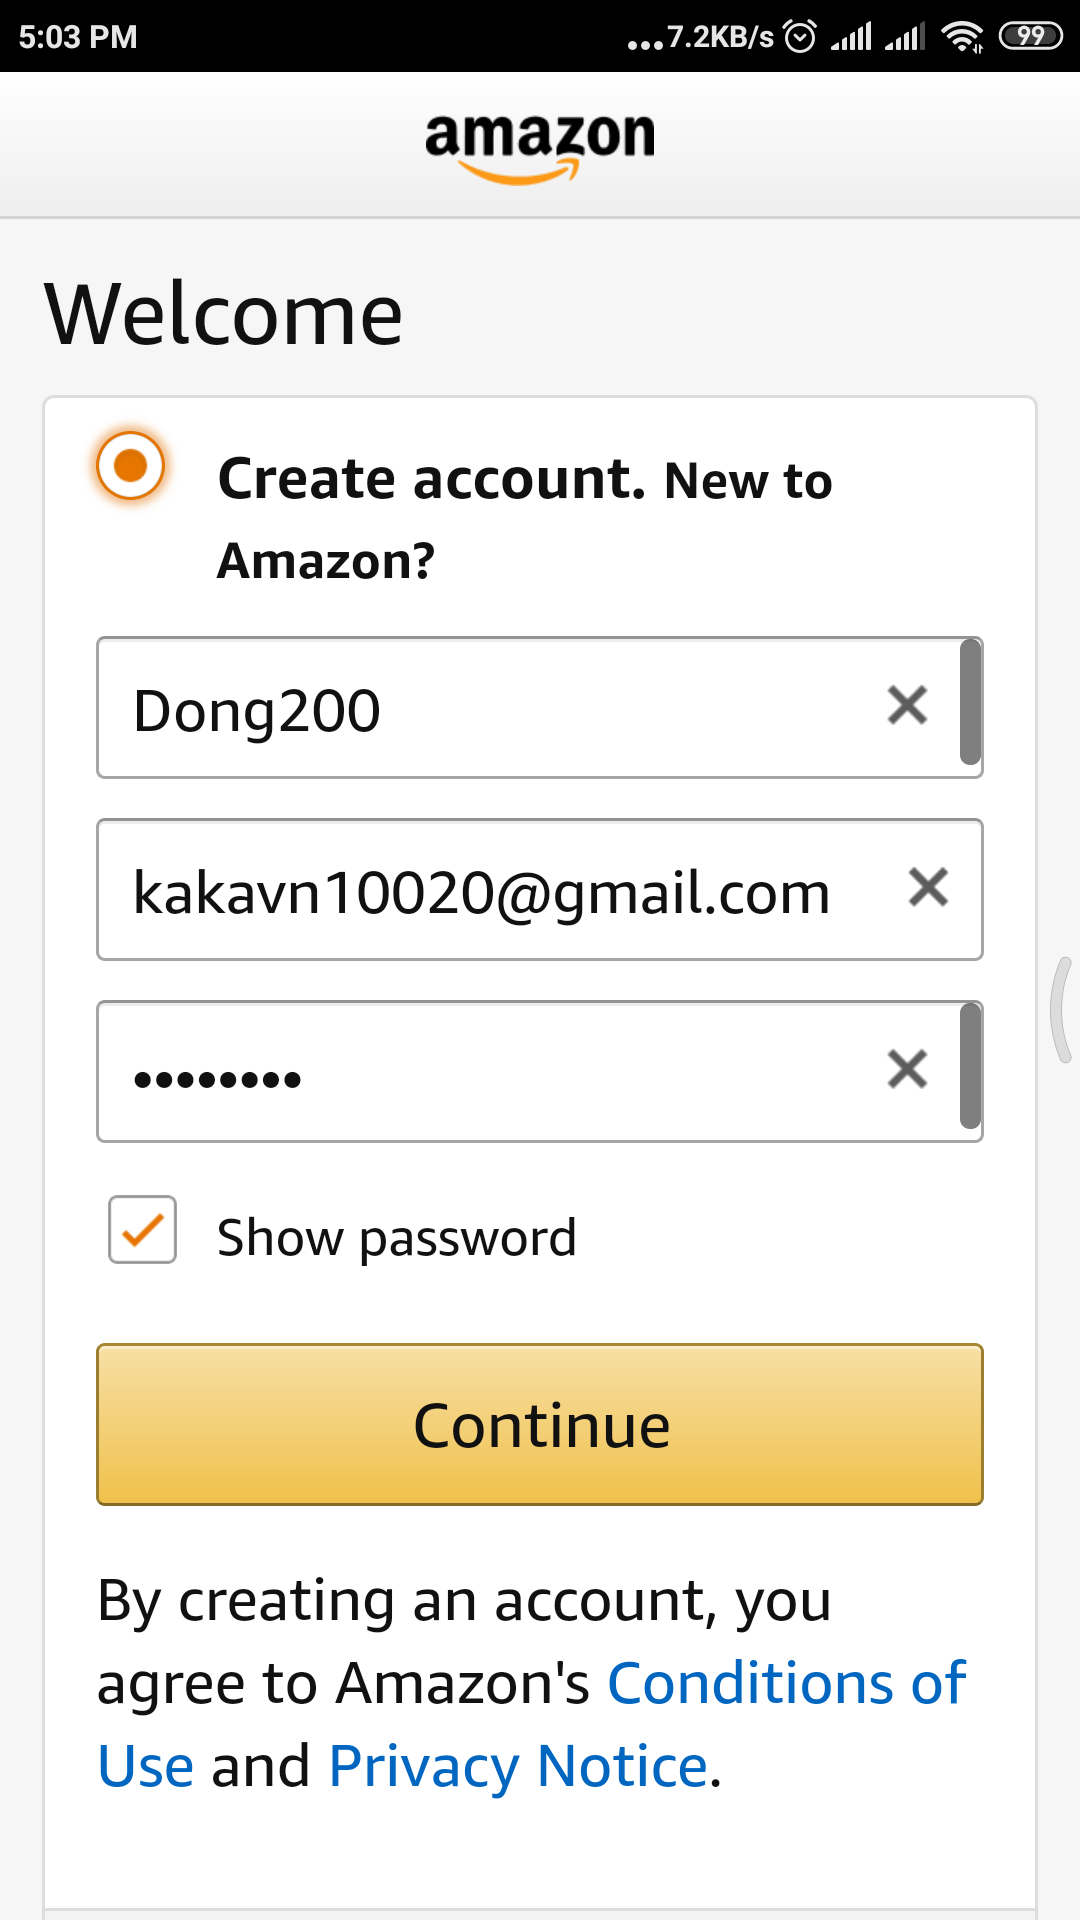 5:03 PM
...7.2KB/s 99
amazon
Welcome
Create account. New to
Amazon?
Dong200
kakavn10020@gmail.com
••••••••
Show password
Continue
By creating an account, you
agree to Amazon's Conditions of
Use and Privacy Notice.